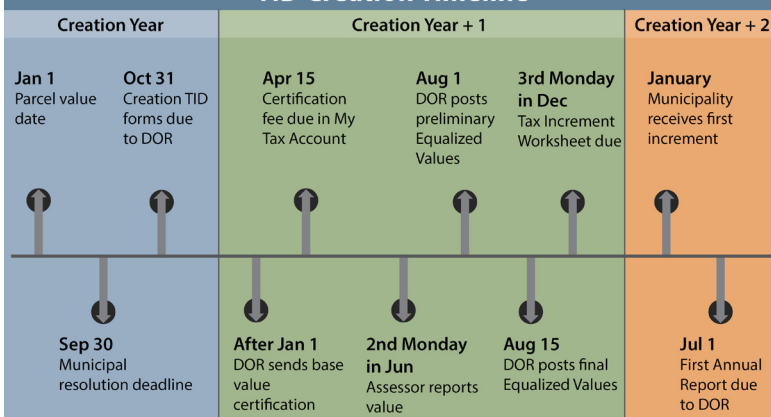 Creation Year
Creation Year + 1
Creation Year + 2
Jan 1
Parcel value
date
Oct 31
Creation TID
forms due
to DOR
Apr 15
Certification
fee due in My
Tax Account
Aug 1
DOR posts
preliminary
Equalized
Values
3rd Monday
in Dec
Tax Increment
Worksheet due
January
Municipality
receives first
increment
Sep 30
Municipal
resolution deadline
After Jan 1
DOR sends base
value
certification
2nd Monday
in Jun
Assessor reports
value
Aug 15
DOR posts final
Equalized Values
Jul 1
First Annual
Report due
to DOR